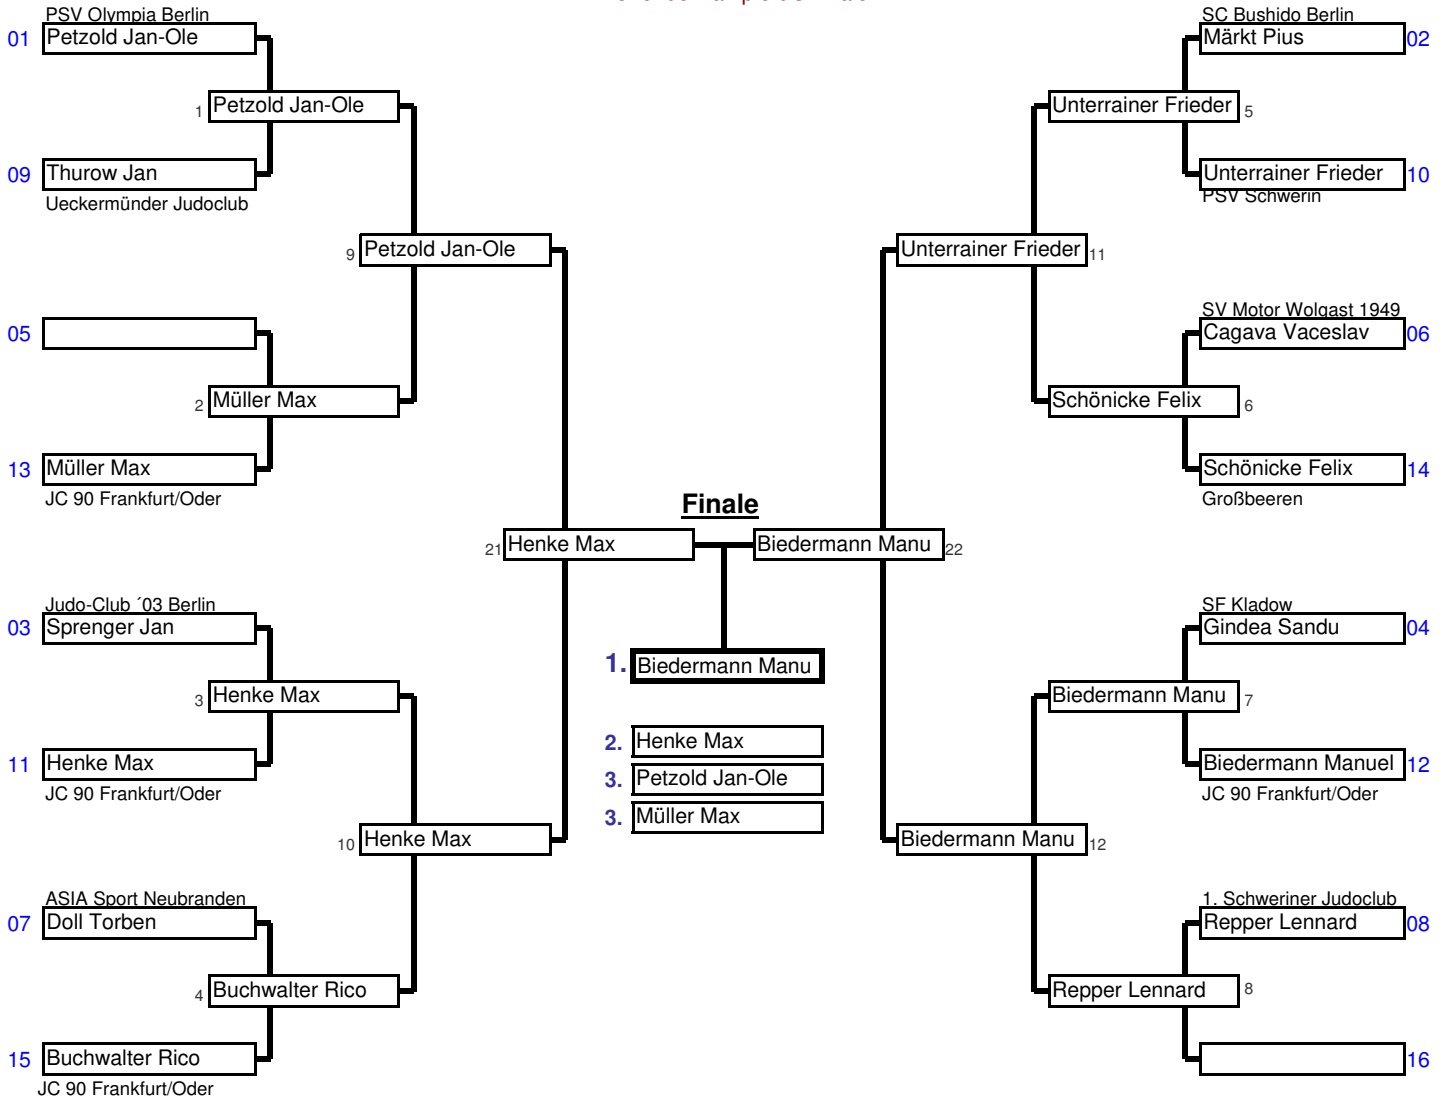 PSV Olympia Berlin
01 Petzold Jan-Ole
1 Petzold Jan-Ole
09 Thurow Jan
Ueckermünder Judoclub
9 Petzold Jan-Ole
05
2 Müller Max
13 Müller Max
JC 90 Frankfurt/Oder
21 Henke Max
Judo-Club ´03 Berlin
03 Sprenger Jan
3 Henke Max
11 Henke Max
JC 90 Frankfurt/Oder
10 Henke Max
ASIA Sport Neubranden
07 Doll Torben
4 Buchwalter Rico
15 Buchwalter Rico
JC 90 Frankfurt/Oder
Finale
1. Biedermann Manu
2. Henke Max
3. Petzold Jan-Ole
3. Müller Max
SC Bushido Berlin
Märkt Pius 02
Unterrainer Frieder 5
Unterrainer Frieder 10
PSV Schwerin
Unterrainer Frieder 11
SV Motor Wolgast 1949
Cagava Vaceslav 06
Schönicke Felix 6
Schönicke Felix 14
Großbeeren
Biedermann Manu 22
SF Kladow
Gindea Sandu 04
Biedermann Manu 7
Biedermann Manuel 12
JC 90 Frankfurt/Oder
Biedermann Manu 12
1. Schweriner Judoclub
Repper Lennard 08
Repper Lennard 8
16